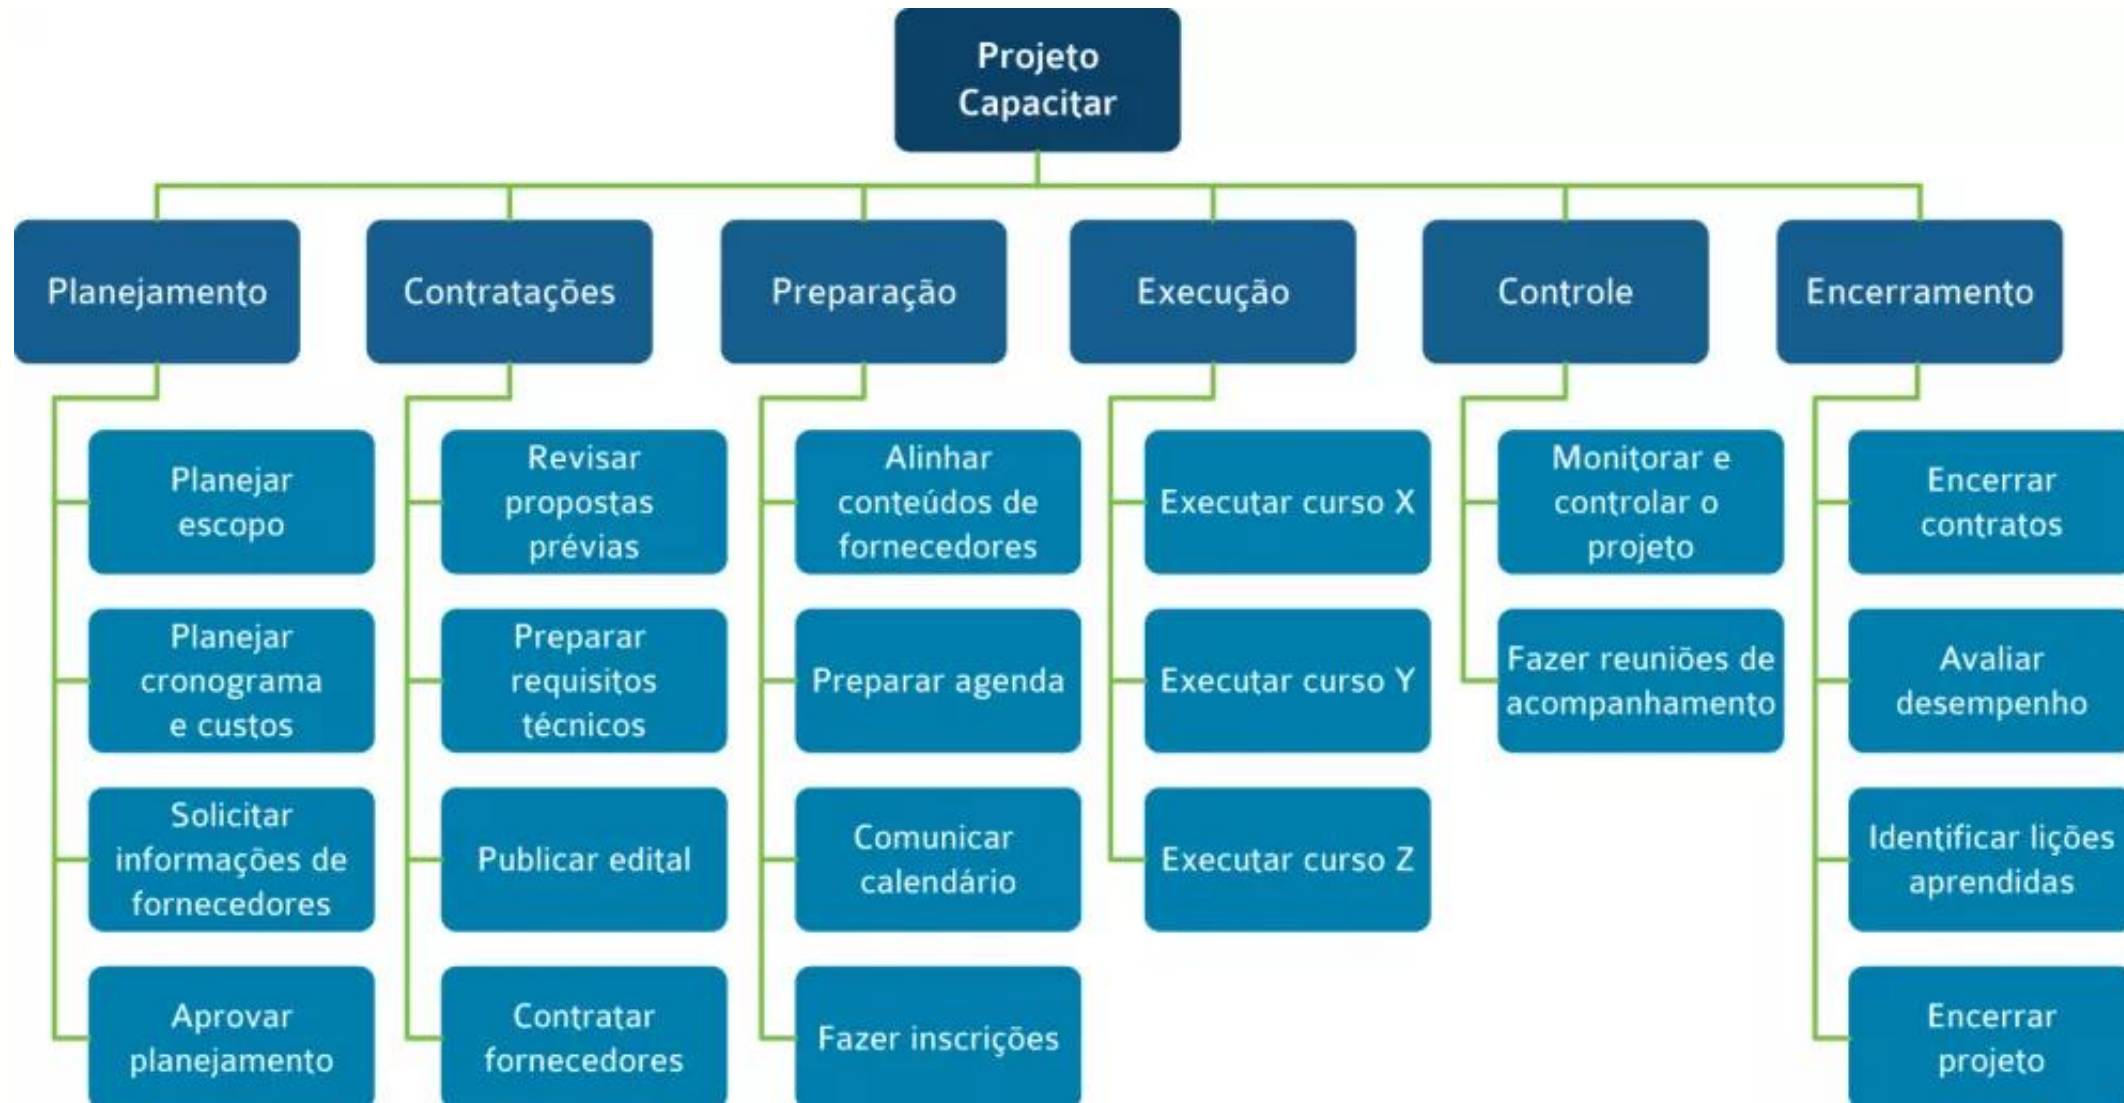 Projeto
Capacitar
Planejamento
Contratações
Preparação
Execução
Controle
Encerramento
Planejar
escopo
Planejar
cronograma
e custos
Solicitar
informações de
fornecedores
Aprovar
planejamento
Revisar
propostas
prévias
Preparar
requisitos
técnicos
Publicar edital
Contratar
fornecedores
Alinhar
conteúdos de
fornecedores
Preparar agenda
Comunicar
calendário
Fazer inscrições
Executar curso X
Executar curso Y
Executar curso Z
Monitorar e
controlar o
projeto
Fazer reuniões de
acompanhamento
Encerrar
contratos
Avaliar
desempenho
Identificar lições
aprendidas
Encerrar
projeto